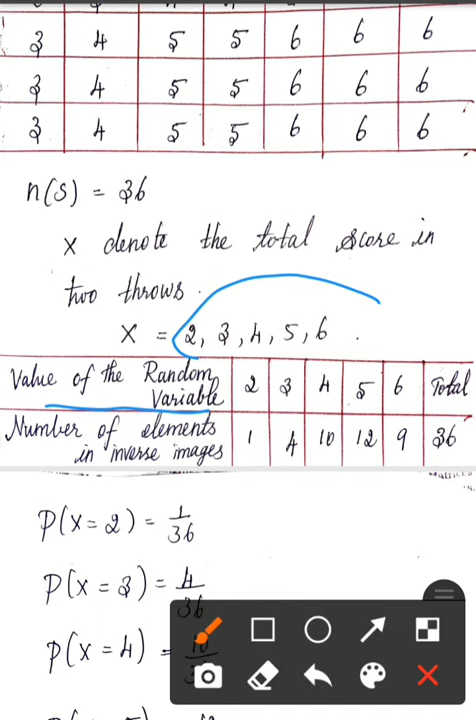 3 4 5 5 6 6 6
3 4 5 5 6 6 6
3 4 5 5 6 6 6
n(s) = 36
x denote the total score in
two throws.
X = 2, 3, 4, 5, 6 .
Value of the Random Variable 2 3 4 5 6 Total
Number of elements in inverse images 1 4 10 12 9 36
P(x = 2) = 1/36
P(x = 3) = 4/36
P(x = 4) = 10